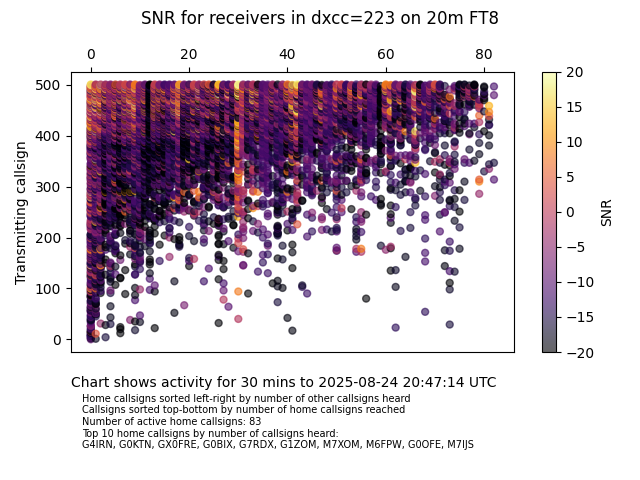 SNR for receivers in dxcc=223 on 20m FT8
0 20 40 60 80
500
400
300
200
100
0
Transmitting callsign
20
15
10
5
0
−5
−10
−15
−20
SNR
Chart shows activity for 30 mins to 2025-08-24 20:47:14 UTC
Home callsigns sorted left-right by number of other callsigns heard
Callsigns sorted top-bottom by number of home callsigns reached
Number of active home callsigns: 83
Top 10 home callsigns by number of callsigns heard:
G4IRN, G0KTN, GX0FRE, G0BIX, G7RDX, G1ZOM, M7XOM, M6FPW, G0OFE, M7IJS